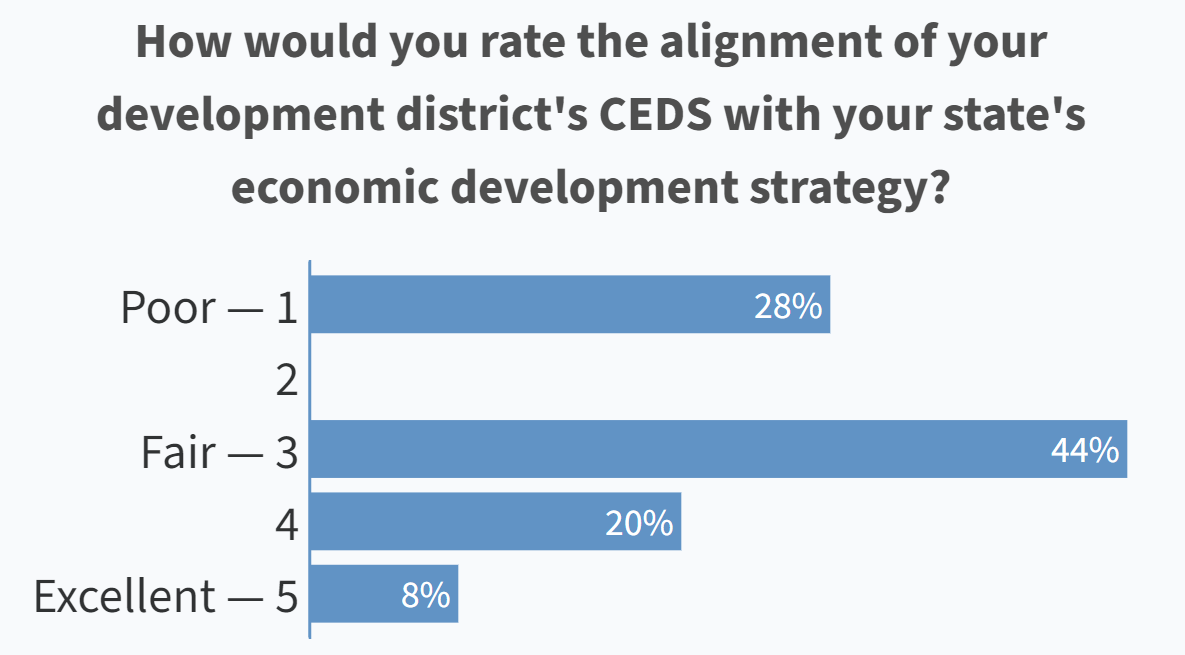 How would you rate the alignment of your
development district's CEDS with your state's
economic development strategy?
Poor — 1 28%
2
Fair — 3 44%
4 20%
Excellent — 5 8%